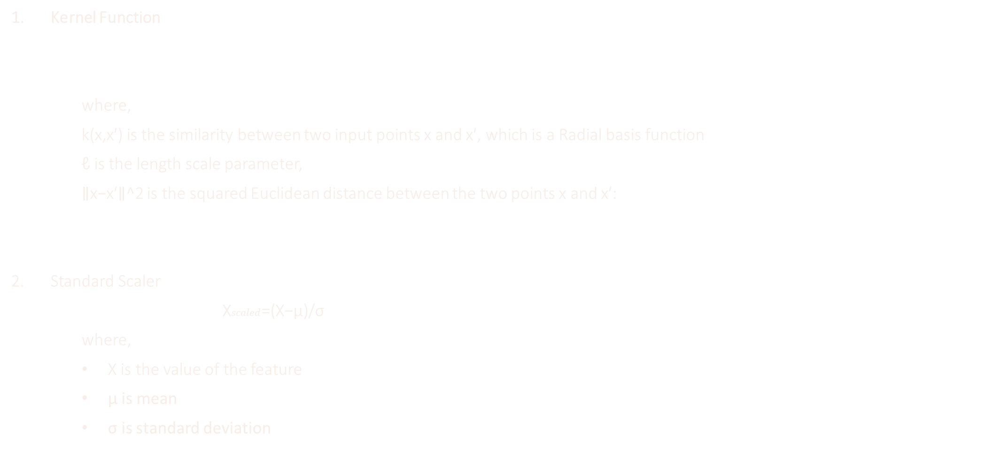 1. Kernel Function
where,
k(x,x′) is the similarity between two input points x and x′, which is a Radial basis function
ℓ is the length scale parameter,
∥x−x′∥^2 is the squared Euclidean distance between the two points x and x′:
2. Standard Scaler
Xscaled=(X−μ)/σ
where,
• X is the value of the feature
• μ is mean
• σ is standard deviation